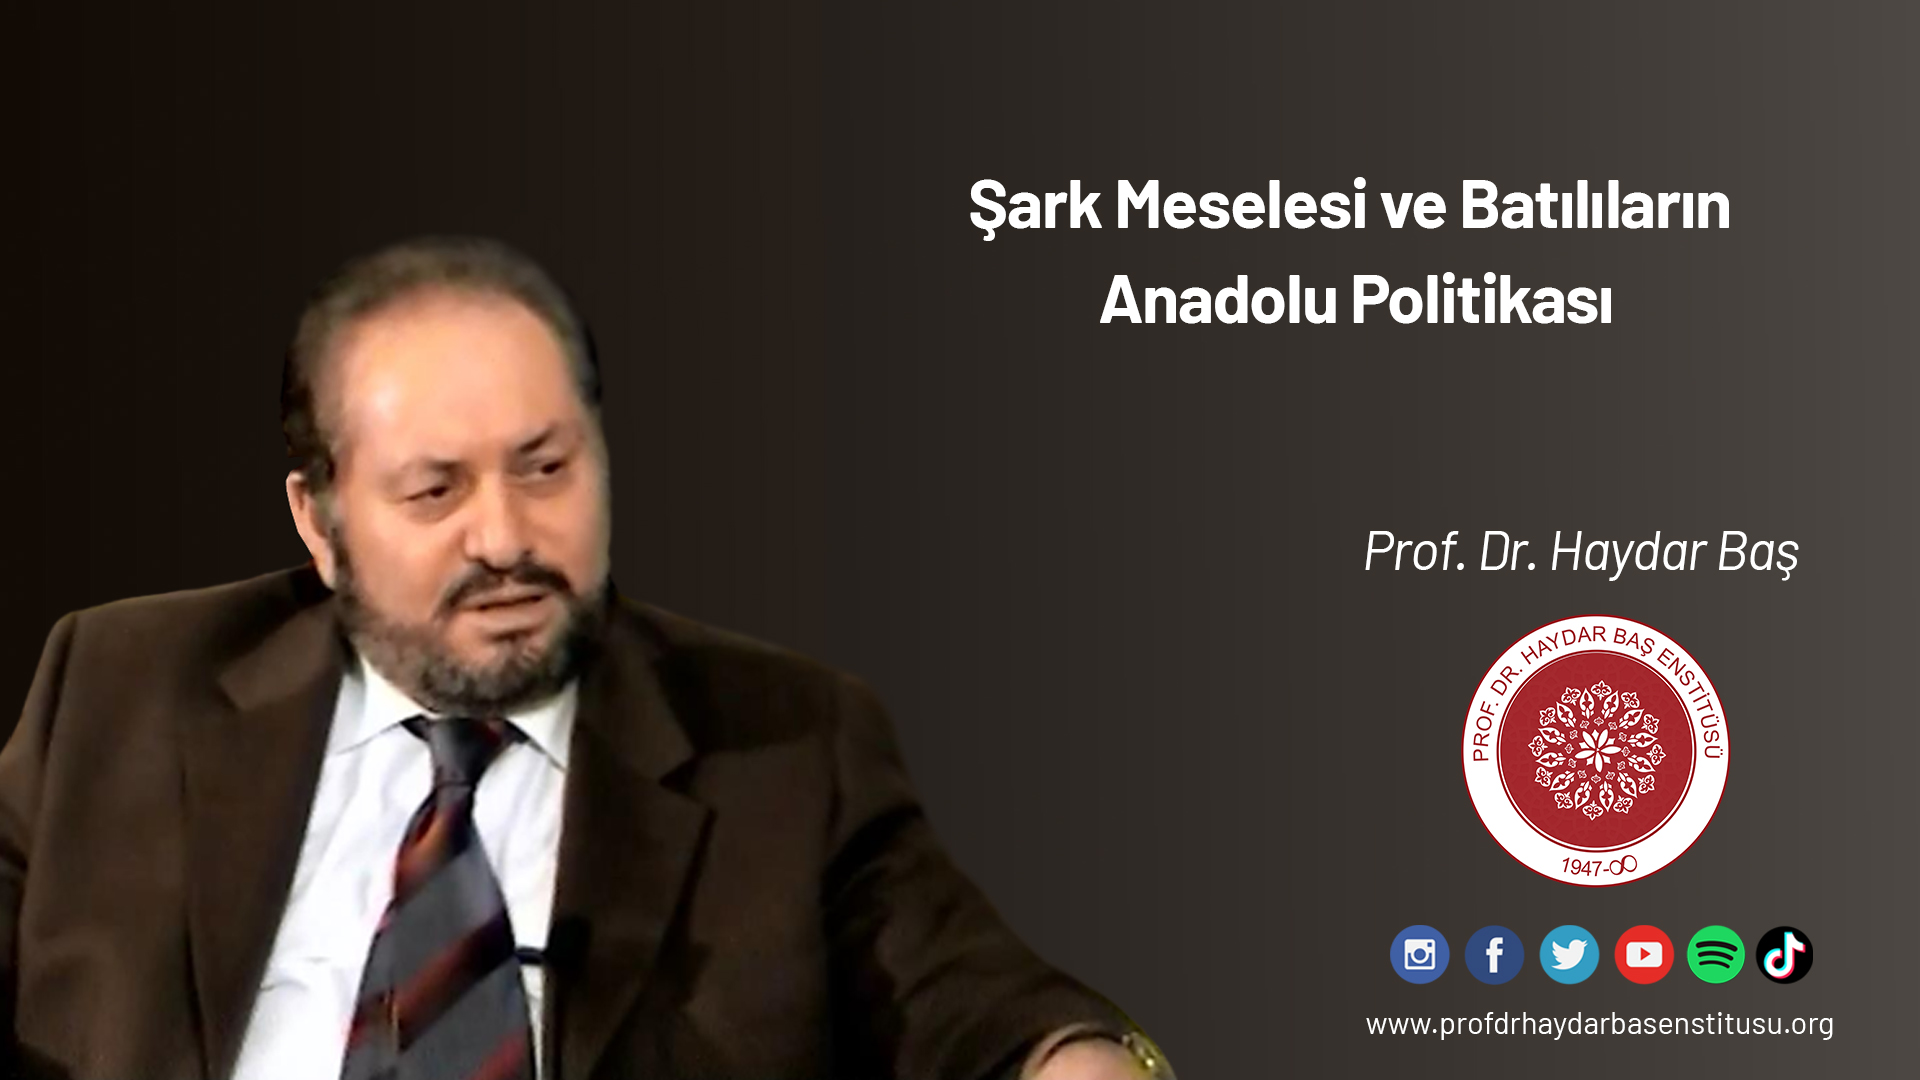 Şark Meselesi ve Batılıların
Anadolu Politikası
Prof. Dr. Haydar Baş
PROF. DR. HAYDAR BAŞ ENSTİTÜSÜ
1947-∞
www.profdrhaydarbasenstitusu.org